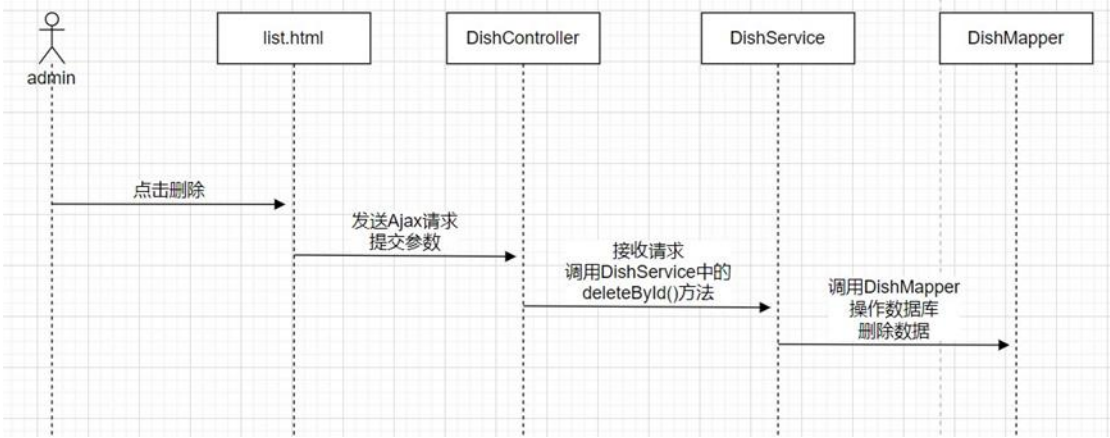 list.html
DishController
DishService
DishMapper
admin
点击删除
发送Ajax请求
提交参数
接收请求
调用DishService中的
deleteById()方法
调用DishMapper
操作数据库
删除数据